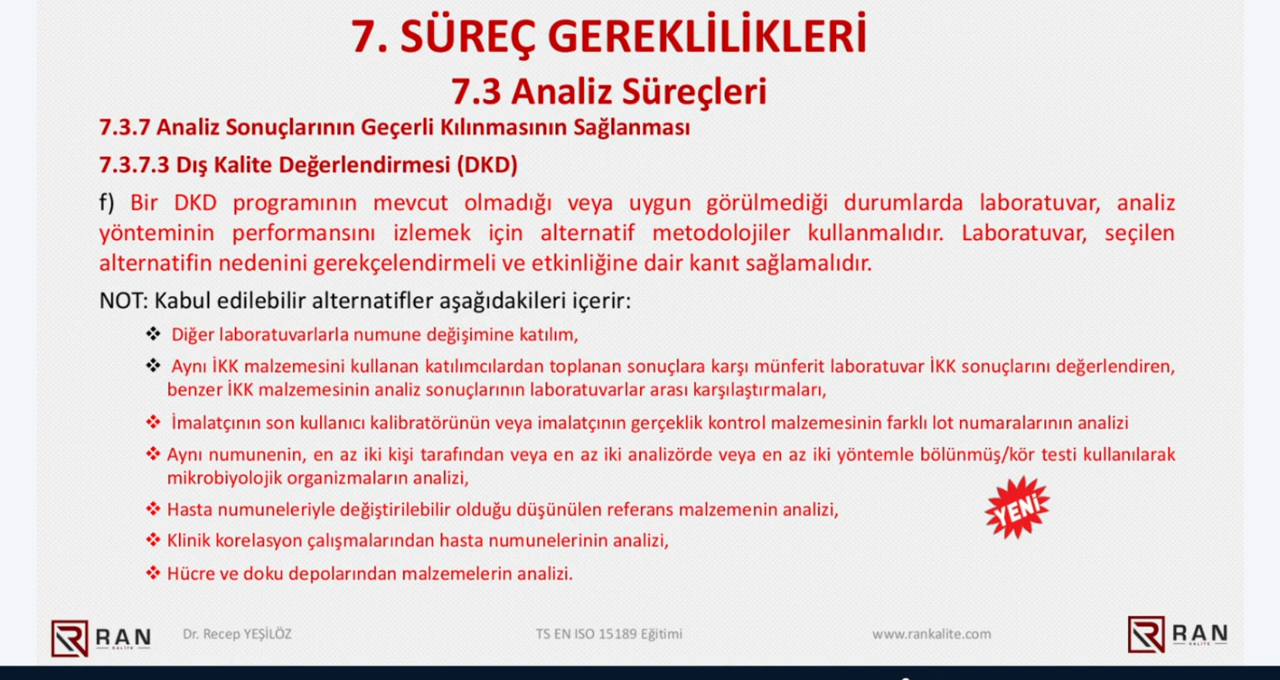 7. SÜREÇ GEREKLİLİKLERİ
7.3 Analiz Süreçleri
7.3.7 Analiz Sonuçlarının Geçerli Kılınmasının Sağlanması
7.3.7.3 Dış Kalite Değerlendirmesi (DKD)
f) Bir DKD programının mevcut olmadığı veya uygun görülmediği durumlarda laboratuvar, analiz
yönteminin performansını izlemek için alternatif metodolojiler kullanmalıdır. Laboratuvar, seçilen
alternatifin nedenini gerekçelendirmeli ve etkinliğine dair kanıt sağlamalıdır.
NOT: Kabul edilebilir alternatifler aşağıdakileri içerir:
❖ Diğer laboratuvarlarla numune değişimine katılım,
❖ Aynı İKK malzemesini kullanan katılımcılardan toplanan sonuçlara karşı münferit laboratuvar İKK sonuçlarını değerlendiren,
benzer İKK malzemesinin analiz sonuçlarının laboratuvarlar arası karşılaştırmaları,
❖ İmalatçının son kullanıcı kalibratörünün veya imalatçının gerçeklik kontrol malzemesinin farklı lot numaralarının analizi
❖ Aynı numunenin, en az iki kişi tarafından veya en az iki analizörde veya en az iki yöntemle bölünmüş/kör testi kullanılarak
mikrobiyolojik organizmaların analizi,
❖ Hasta numuneleriyle değiştirilebilir olduğu düşünülen referans malzemenin analizi,
YENİ
❖ Klinik korelasyon çalışmalarından hasta numunelerinin analizi,
❖ Hücre ve doku depolarından malzemelerin analizi.
RAN
KALİTE
Dr. Recep YEŞİLÖZ
TS EN ISO 15189 Eğitimi
www.rankalite.com
RAN
KALİTE